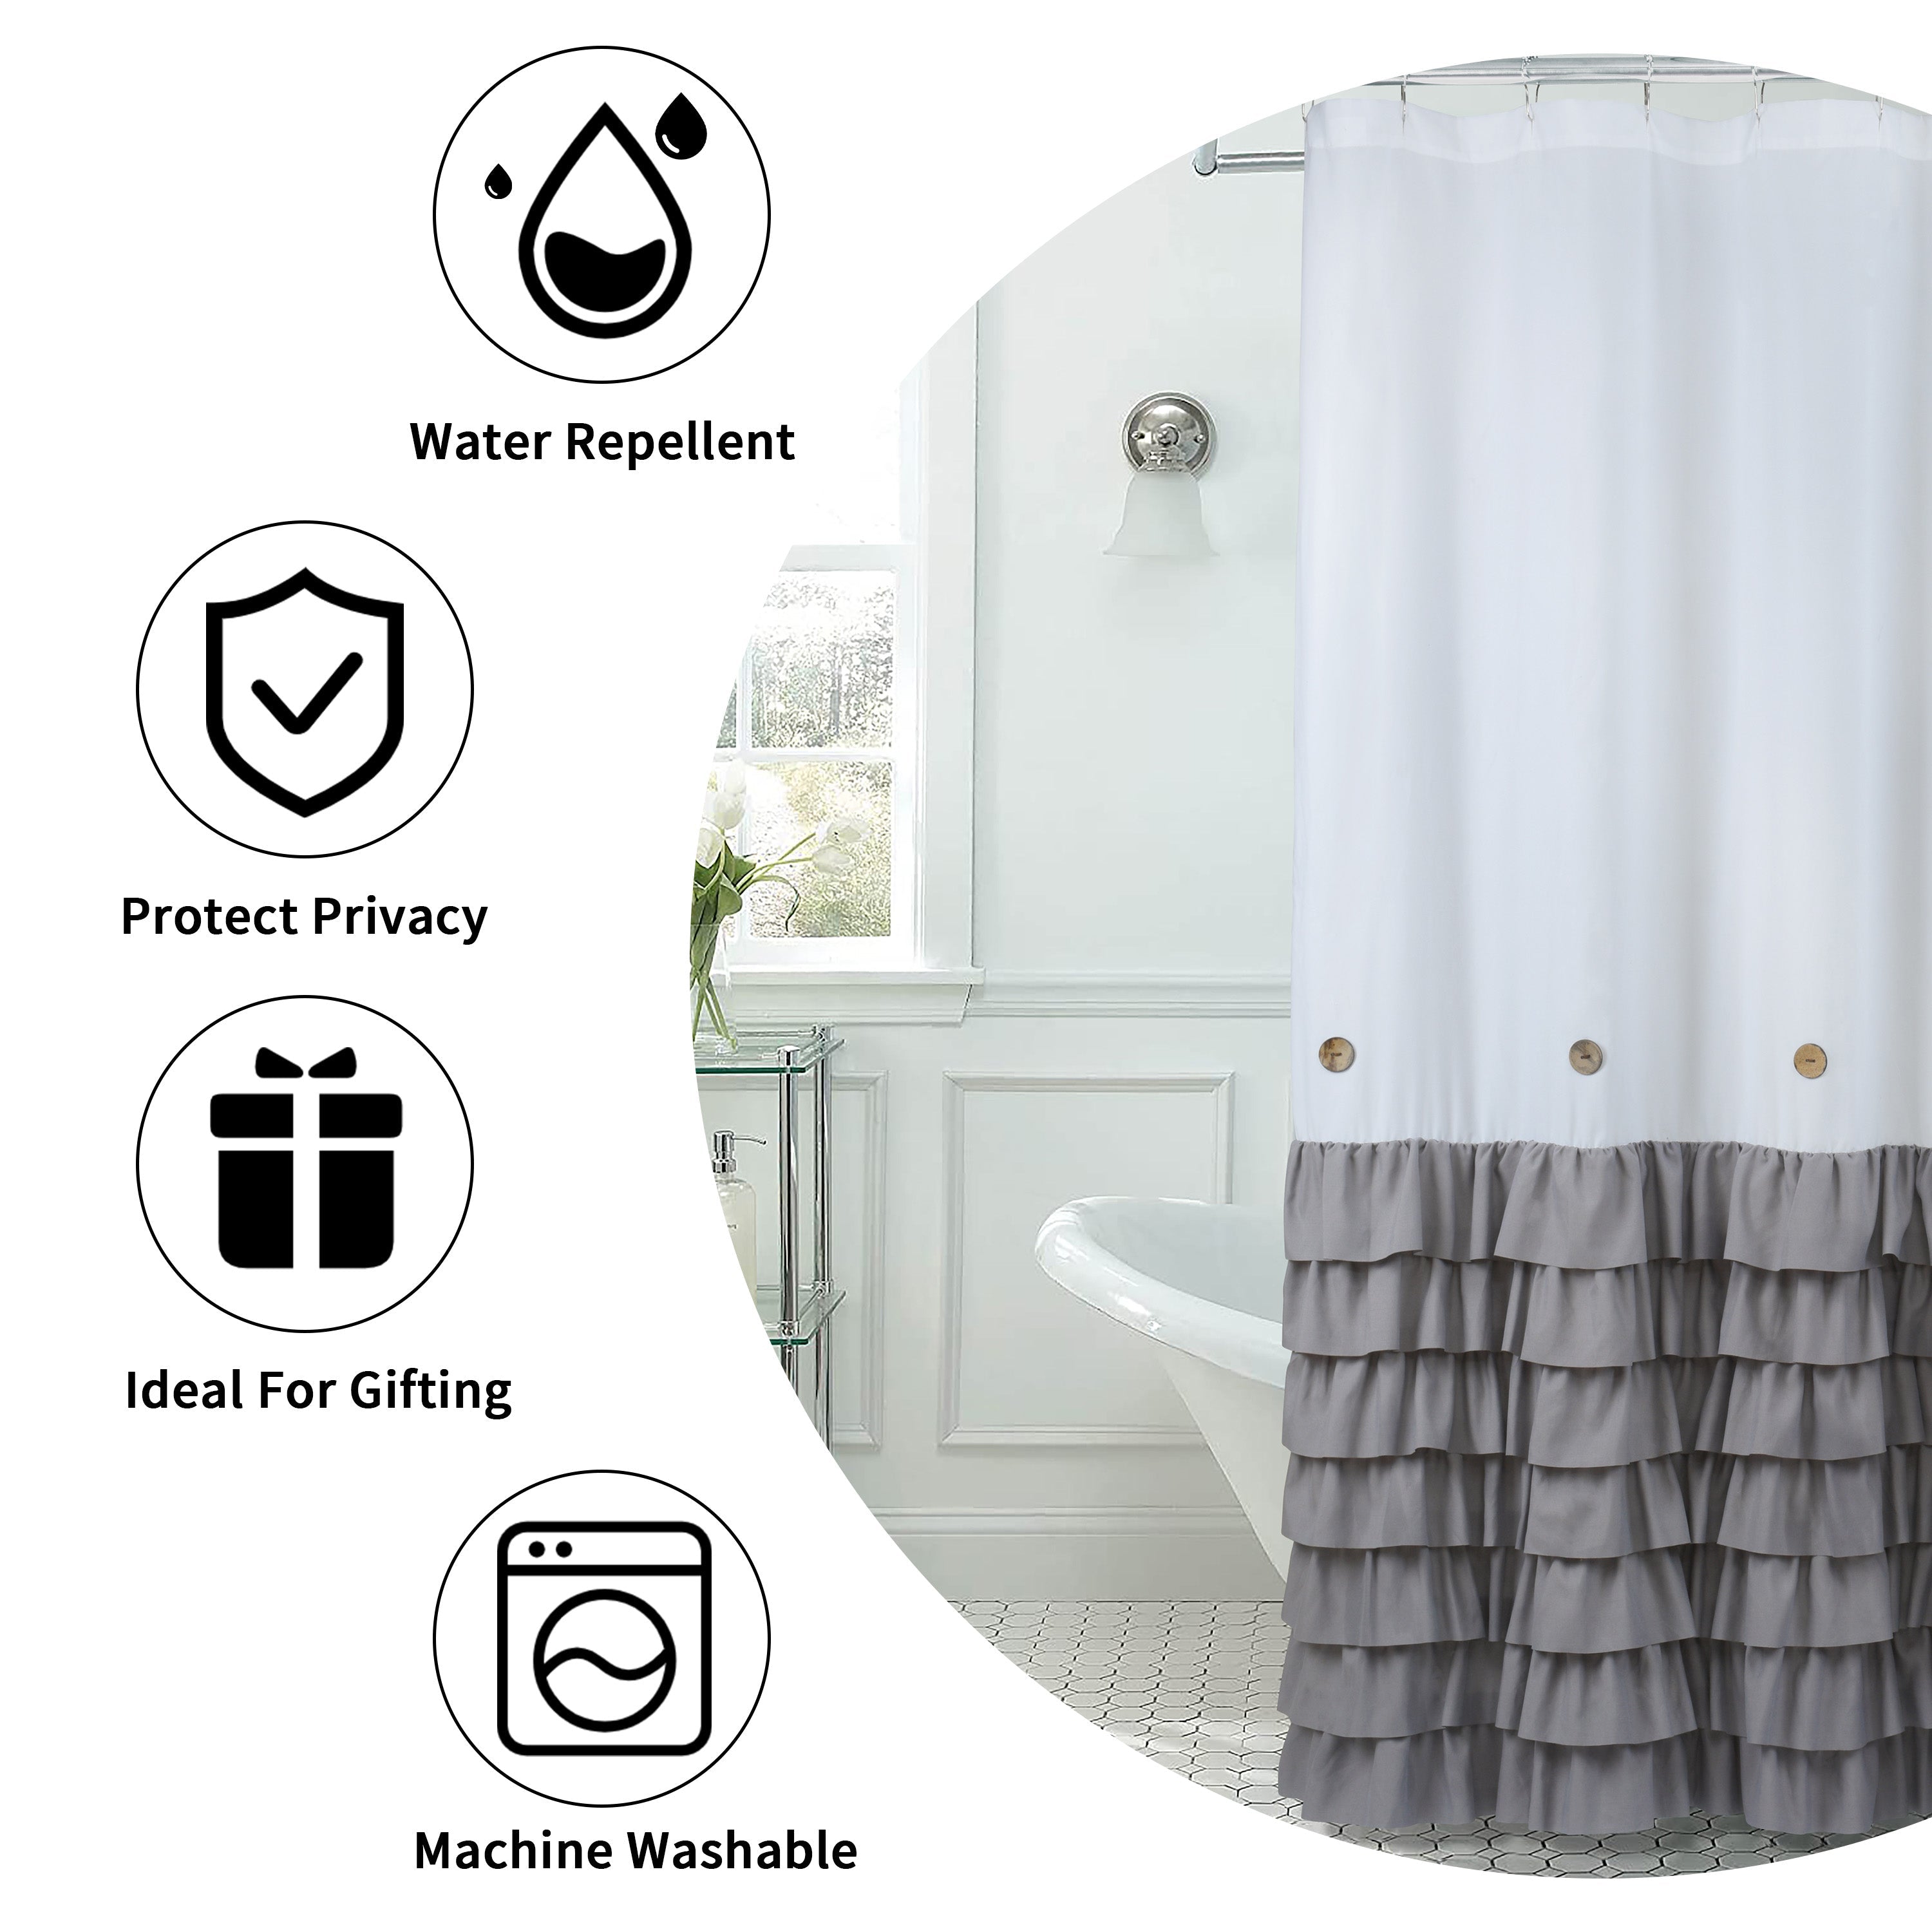 Water Repellent
Protect Privacy
Ideal For Gifting
Machine Washable